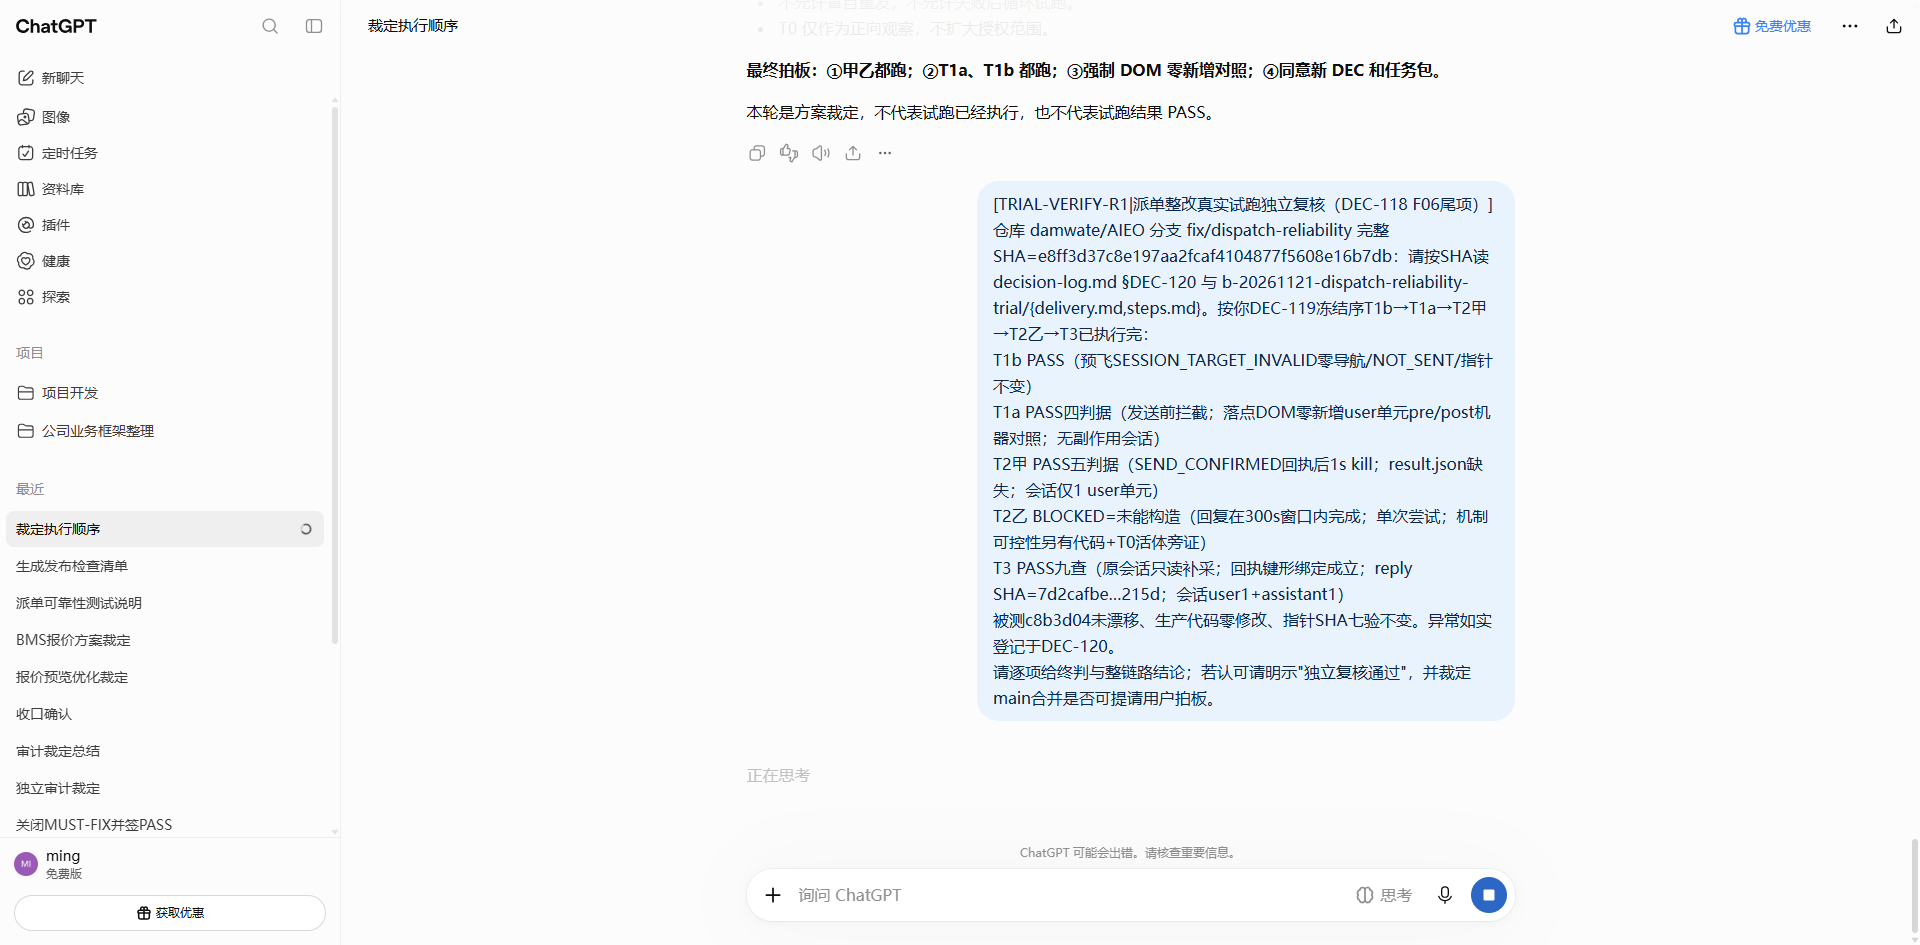 ChatGPT
新聊天
图像
定时任务
资料库
插件
健康
探索
项目
项目开发
公司业务框架整理
最近
裁定执行顺序
生成发布检查清单
派单可靠性测试说明
BMS报价方案裁定
报价预览优化裁定
收口确认
审计裁定总结
独立审计裁定
关闭MUST-FIX并签PASS
MI
ming
免费版
获取优惠
裁定执行顺序
免费优惠
T0 仅作为正向观察，不扩大授权范围。
最终拍板：①甲乙都跑；②T1a、T1b 都跑；③强制 DOM 零新增对照；④同意新 DEC 和任务包。
本轮是方案裁定，不代表试跑已经执行，也不代表试跑结果 PASS。
[TRIAL-VERIFY-R1|派单整改真实试跑独立复核（DEC-118 F06尾项）]
仓库 damwate/AIEO 分支 fix/dispatch-reliability 完整
SHA=e8ff3d37c8e197aa2fcaf4104877f5608e16b7db：请按SHA读
decision-log.md §DEC-120 与 b-20261121-dispatch-reliability-
trial/{delivery.md,steps.md}。按你DEC-119冻结序T1b→T1a→T2甲
→T2乙→T3已执行完：
T1b PASS（预飞SESSION_TARGET_INVALID零导航/NOT_SENT/指针
不变）
T1a PASS四判据（发送前拦截；落点DOM零新增user单元pre/post机
器对照；无副作用会话）
T2甲 PASS五判据（SEND_CONFIRMED回执后1s kill；result.json缺
失；会话仅1 user单元）
T2乙 BLOCKED=未能构造（回复在300s窗口内完成；单次尝试；机制
可控性另有代码+T0活体旁证）
T3 PASS九查（原会话只读补采；回执键形绑定成立；reply
SHA=7d2cafbe…215d；会话user1+assistant1）
被测c8b3d04未漂移、生产代码零修改、指针SHA七验不变。异常如实
登记于DEC-120。
请逐项给终判与整链路结论；若认可请明示"独立复核通过"，并裁定
main合并是否可提请用户拍板。
正在思考
ChatGPT 可能会出错。请核查重要信息。
询问 ChatGPT
思考